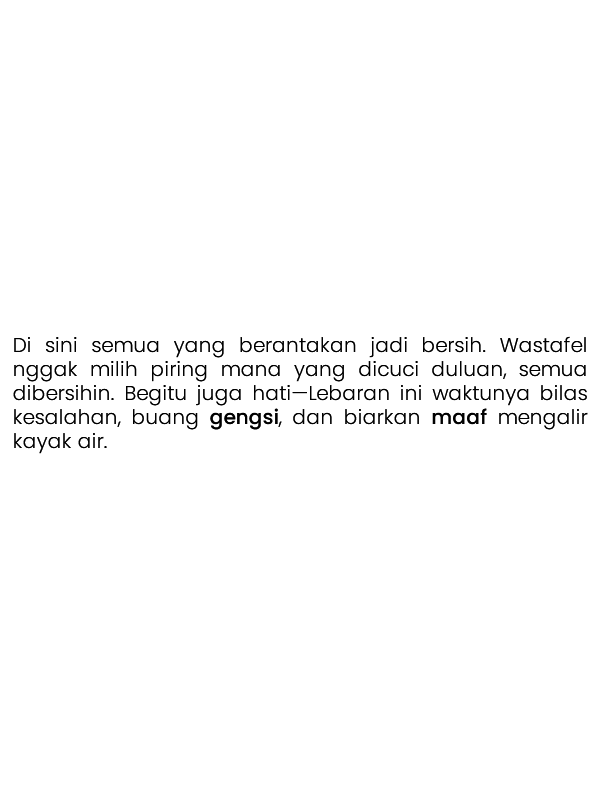 Di sini semua yang berantakan jadi bersih. Wastafel
nggak milih piring mana yang dicuci duluan, semua
dibersihin. Begitu juga hati—Lebaran ini waktunya bilas
kesalahan, buang gengsi, dan biarkan maaf mengalir
kayak air.